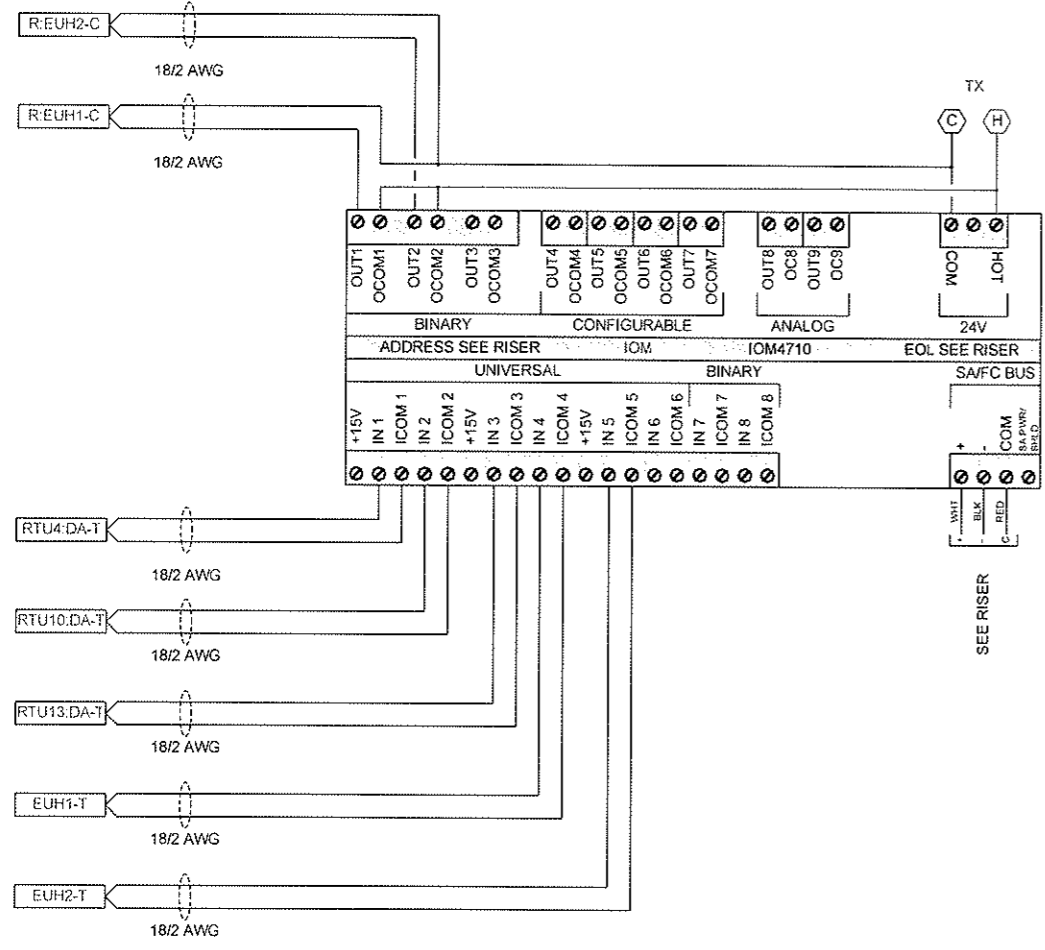 R:EUH2-C
18/2 AWG
R:EUH1-C
18/2 AWG
TX
C H
OUT1 OCOM1 OUT2 OCOM2 OUT3 OCOM3 OUT4 OCOM4 OUT5 OCOM5 OUT6 OCOM6 OUT7 OCOM7 OUT8 OC8 OUT9 OC9 COM HOT
BINARY CONFIGURABLE ANALOG 24V
ADDRESS SEE RISER IOM IOM4710 EOL SEE RISER
UNIVERSAL BINARY SA/FC BUS
+15V IN 1 ICOM 1 IN 2 ICOM 2 +15V IN 3 ICOM 3 IN 4 ICOM 4 +15V IN 5 ICOM 5 IN 6 ICOM 6 IN 7 ICOM 7 IN 8 ICOM 8 + - COM SA PWR/ SHLD
WHT BLK RED
+ - C
SEE RISER
RTU4:DA-T
18/2 AWG
RTU10:DA-T
18/2 AWG
RTU13:DA-T
18/2 AWG
EUH1-T
18/2 AWG
EUH2-T
18/2 AWG